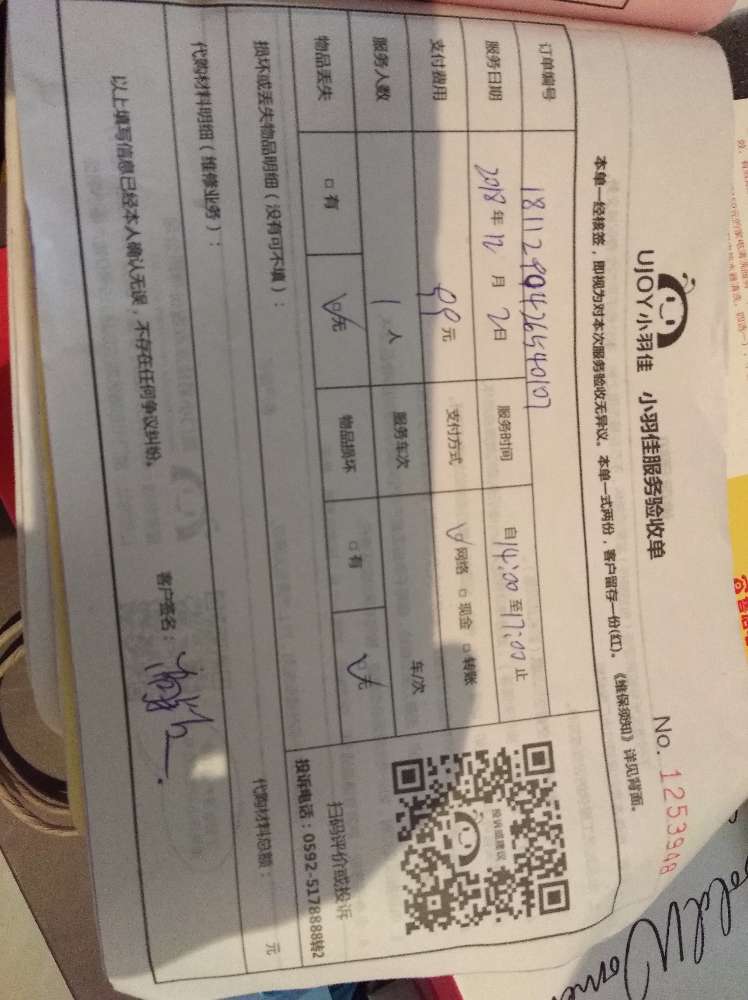 UJOY小羽佳 小羽佳服务验收单 No. 1253948
本单一经核签,即视为对本次服务验收无异议。本单一式两份,客户留存一份(红)。《维保须知》详见背面。
订单编号
服务日期 2018年12月2日 服务时间 自14:00至17:00止
支付费用 99元 支付方式 ☑网络 □现金 □转账
服务人数 1人 服务车次 车/次
物品丢失 □有 ☑无 物品损坏 □有 ☑无
投诉或建议
扫码评价或投诉
投诉电话:0592-5178888转2
损坏或丢失物品明细(没有可不填):
代购材料明细(维修业务): 代购材料总额: 元
以上填写信息已经本人确认无误,不存在任何争议纠纷。 客户签名: